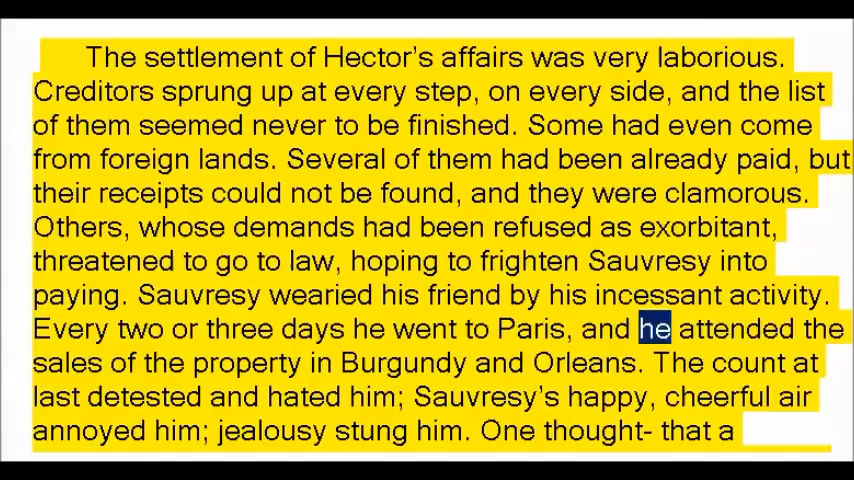 The settlement of Hector's affairs was very laborious.
Creditors sprung up at every step, on every side, and the list
of them seemed never to be finished. Some had even come
from foreign lands. Several of them had been already paid, but
their receipts could not be found, and they were clamorous.
Others, whose demands had been refused as exorbitant,
threatened to go to law, hoping to frighten Sauvresy into
paying. Sauvresy wearied his friend by his incessant activity.
Every two or three days he went to Paris, and he attended the
sales of the property in Burgundy and Orleans. The count at
last detested and hated him; Sauvresy's happy, cheerful air
annoyed him; jealousy stung him. One thought- that a